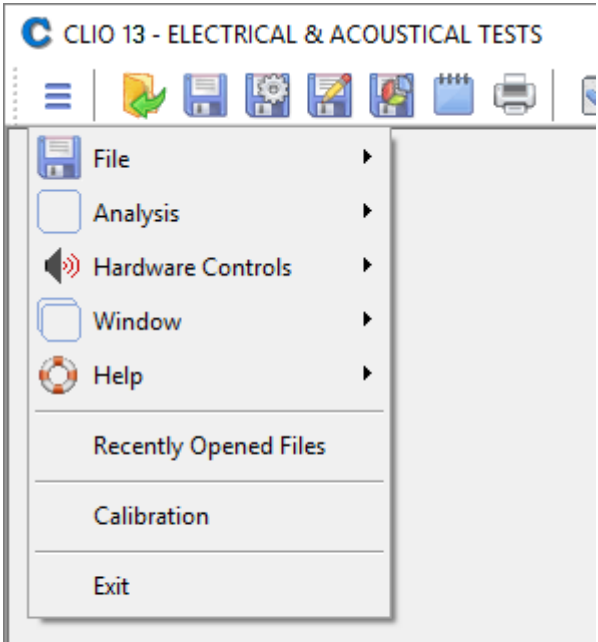 CLIO 13 - ELECTRICAL & ACOUSTICAL TESTS
File
Analysis
Hardware Controls
Window
Help
Recently Opened Files
Calibration
Exit